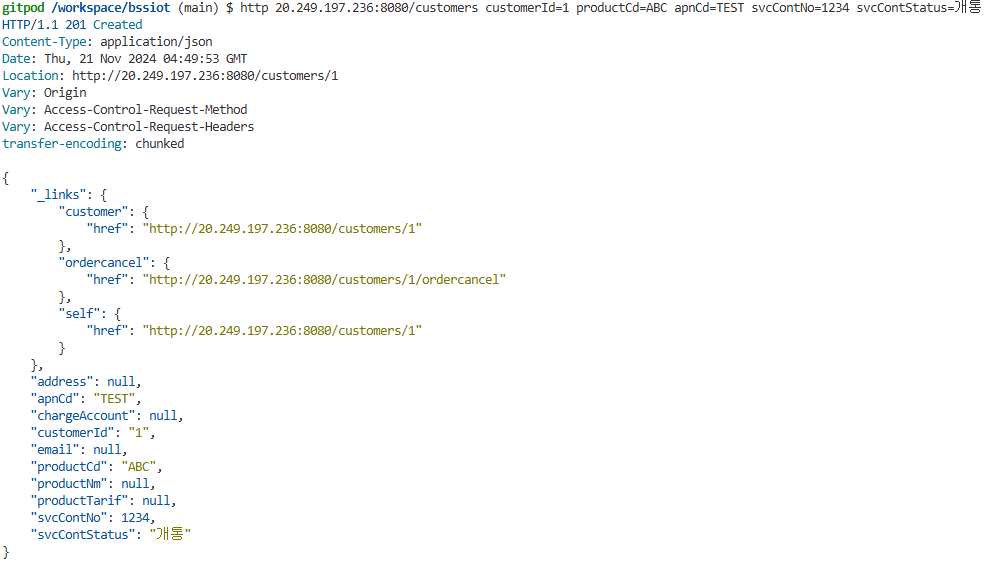 gitpod /workspace/bssiot (main) $ http 20.249.197.236:8080/customers customerId=1 productCd=ABC apnCd=TEST svcContNo=1234 svcContStatus=개통
HTTP/1.1 201 Created
Content-Type: application/json
Date: Thu, 21 Nov 2024 04:49:53 GMT
Location: http://20.249.197.236:8080/customers/1
Vary: Origin
Vary: Access-Control-Request-Method
Vary: Access-Control-Request-Headers
transfer-encoding: chunked
{
    "_links": {
        "customer": {
            "href": "http://20.249.197.236:8080/customers/1"
        },
        "ordercancel": {
            "href": "http://20.249.197.236:8080/customers/1/ordercancel"
        },
        "self": {
            "href": "http://20.249.197.236:8080/customers/1"
        }
    },
    "address": null,
    "apnCd": "TEST",
    "chargeAccount": null,
    "customerId": "1",
    "email": null,
    "productCd": "ABC",
    "productNm": null,
    "productTarif": null,
    "svcContNo": 1234,
    "svcContStatus": "개통"
}